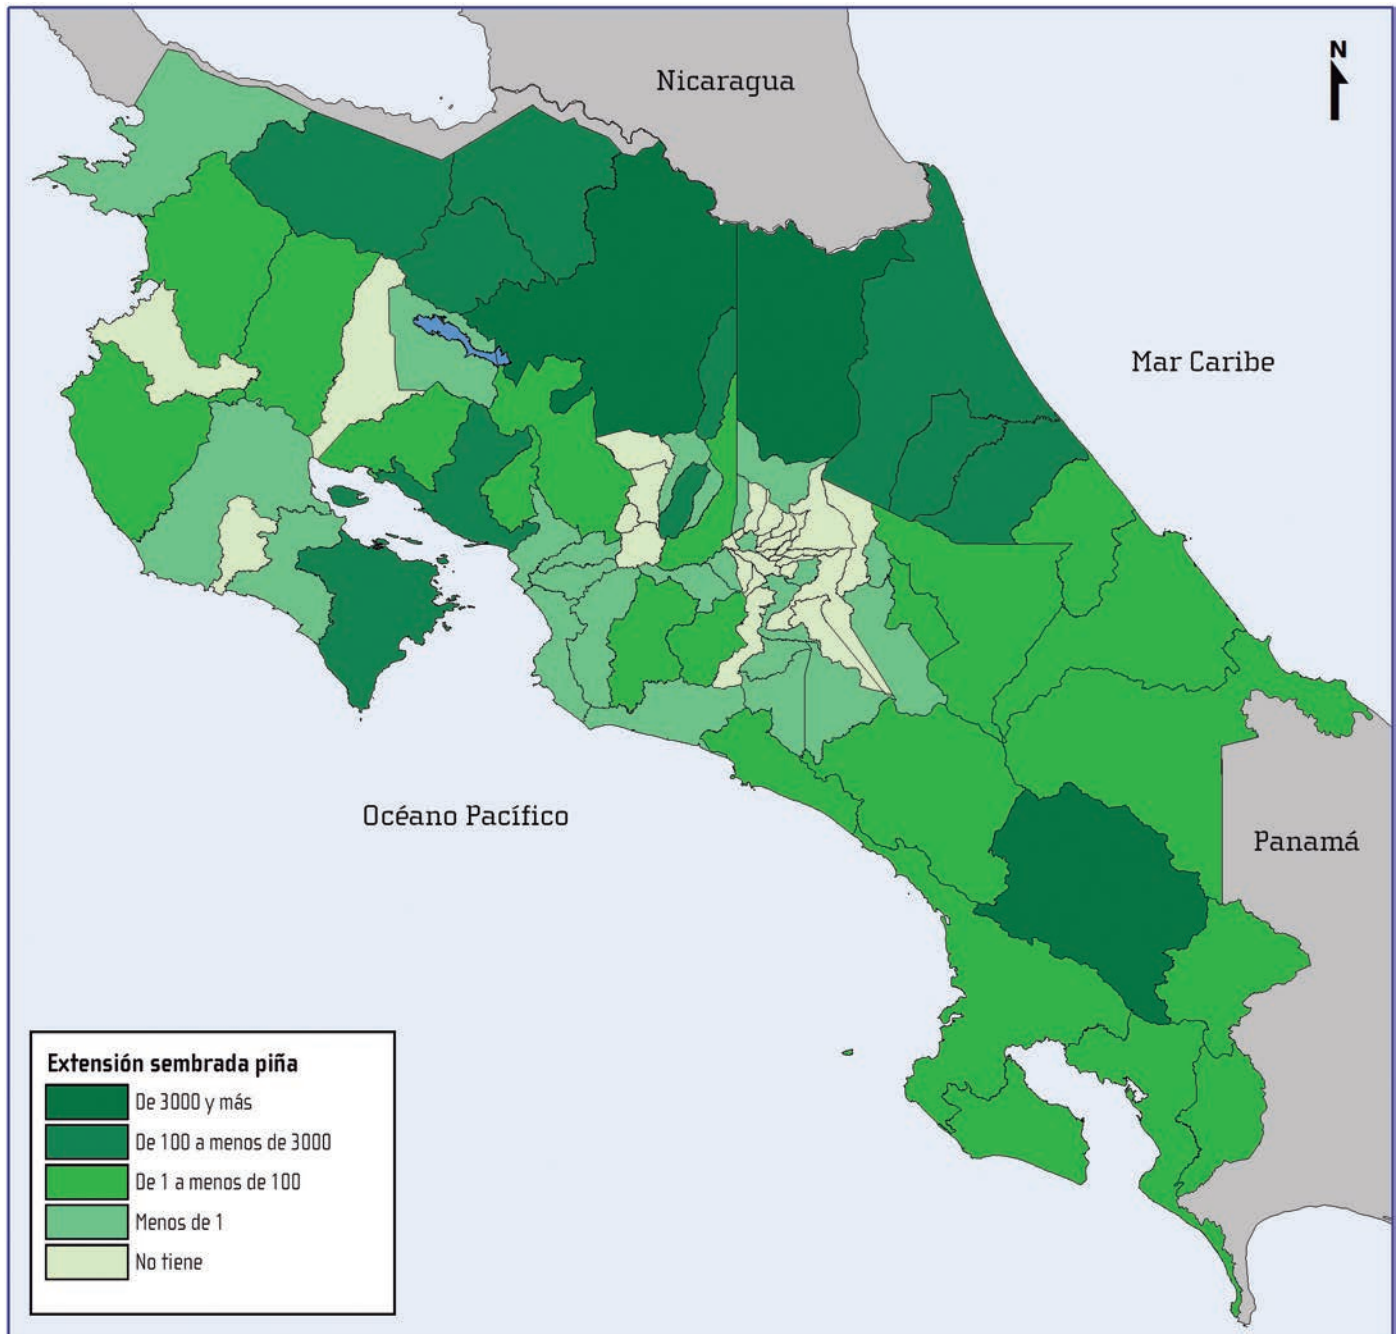 N
Nicaragua
Mar Caribe
Océano Pacífico
Panamá
Extensión sembrada piña
De 3000 y más
De 100 a menos de 3000
De 1 a menos de 100
Menos de 1
No tiene